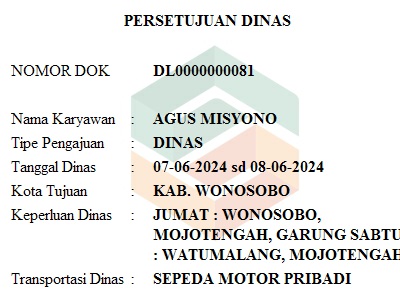 PERSETUJUAN DINAS
NOMOR DOK DL0000000081
Nama Karyawan : AGUS MISYONO
Tipe Pengajuan : DINAS
Tanggal Dinas : 07-06-2024 sd 08-06-2024
Kota Tujuan : KAB. WONOSOBO
Keperluan Dinas : JUMAT : WONOSOBO,
MOJOTENGAH, GARUNG SABTU
: WATUMALANG, MOJOTENGAH
Transportasi Dinas : SEPEDA MOTOR PRIBADI